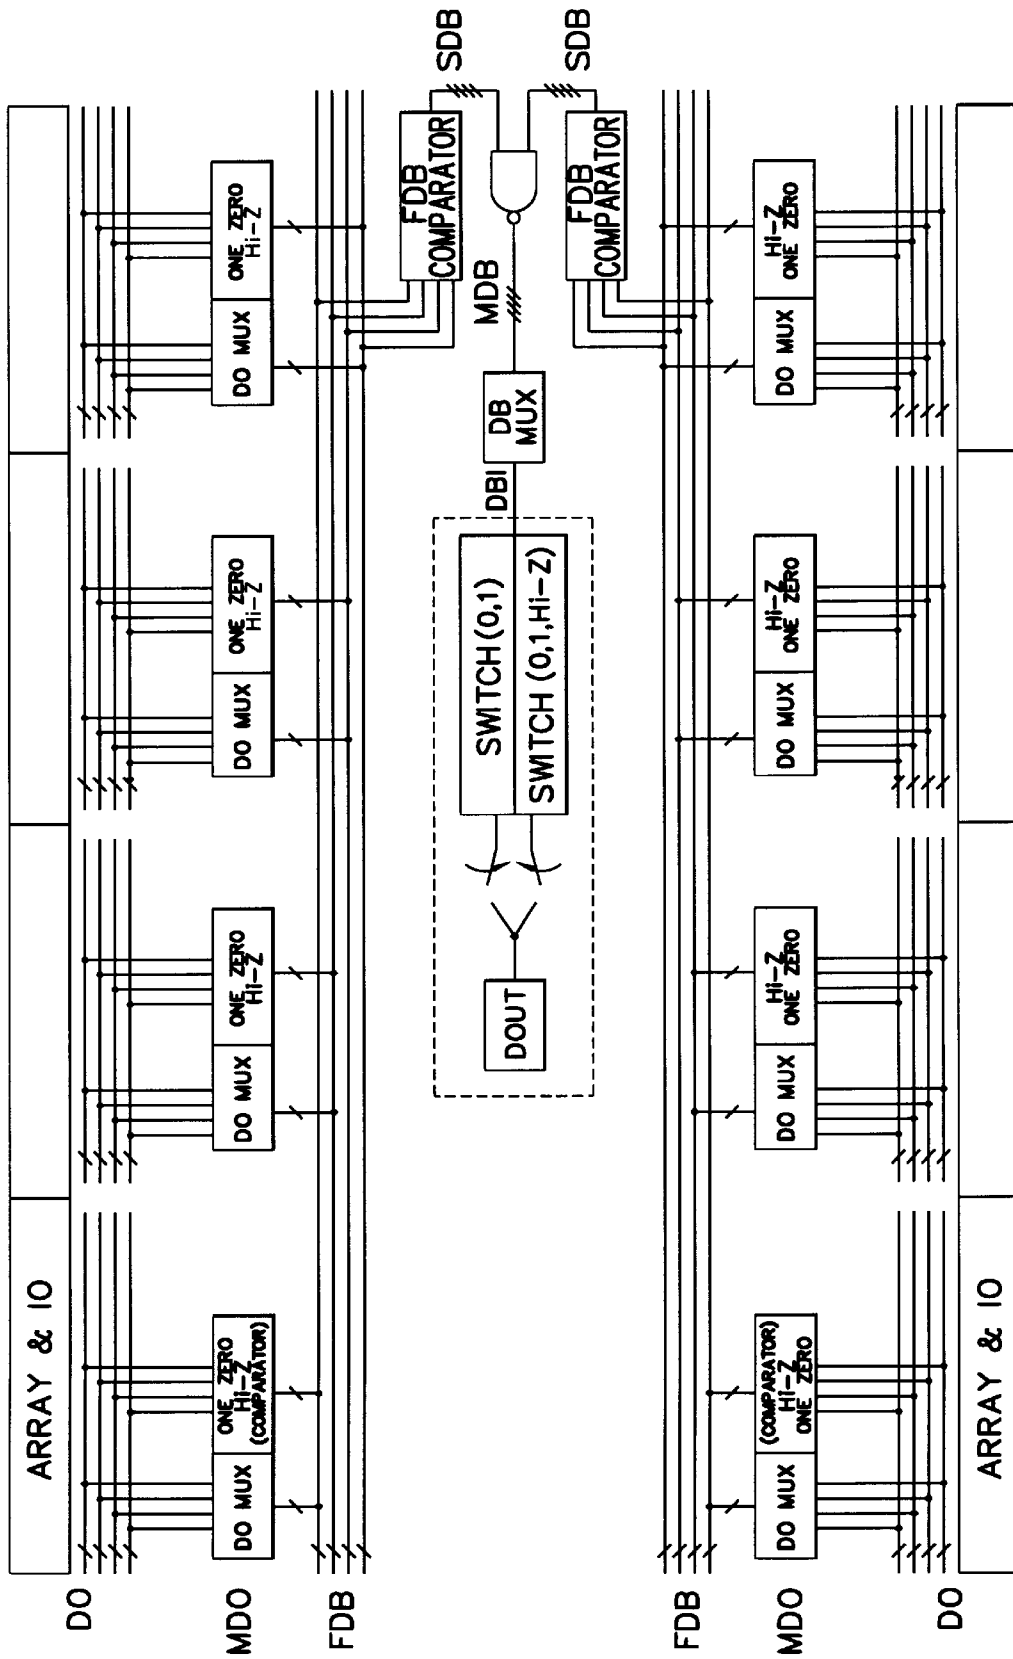 ARRAY & IO
DO
DO MUX
ONE ZERO
Hi-Z
(COMPARATOR)
DO MUX
ONE ZERO
Hi-Z
DO MUX
ONE ZERO
Hi-Z
DO MUX
ONE ZERO
Hi-Z
MDO
FDB
FDB
COMPARATOR
SDB
DOUT
SWITCH (0,1)
SWITCH (0,1,Hi-Z)
DBI
DB
MUX
MDB
SDB
FDB
COMPARATOR
FDB
MDO
DO MUX
(COMPARATOR)
Hi-Z
ONE ZERO
DO MUX
Hi-Z
ONE ZERO
DO MUX
Hi-Z
ONE ZERO
DO MUX
Hi-Z
ONE ZERO
DO
ARRAY & IO